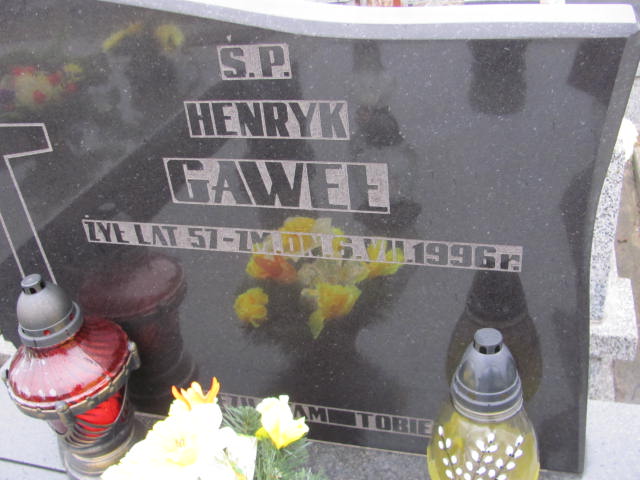 Ś.P.
HENRYK
GAWEŁ
ŻYŁ LAT 57-ZM.DN.6.VII.1996r.
TOBIE